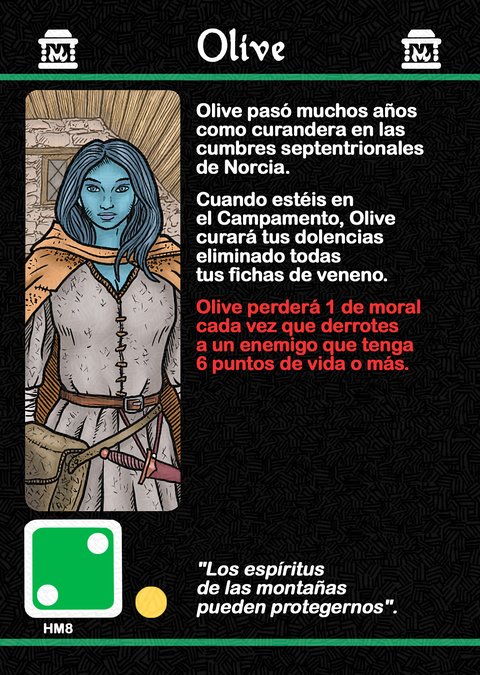 M
Olive
M
Olive pasó muchos años
como curandera en las
cumbres septentrionales
de Norcia.
Cuando estéis en
el Campamento, Olive
curará tus dolencias
eliminado todas
tus fichas de veneno.
Olive perderá 1 de moral
cada vez que derrotes
a un enemigo que tenga
6 puntos de vida o más.
"Los espíritus
de las montañas
pueden protegernos".
HM8